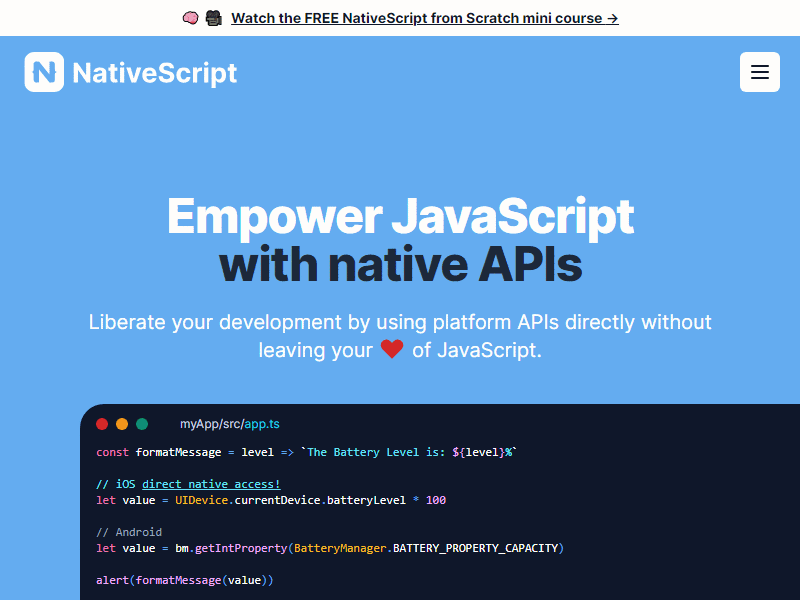 🧠 🎥 Watch the FREE NativeScript from Scratch mini course →
NativeScript
Empower JavaScript
with native APIs
Liberate your development by using platform APIs directly without
leaving your ❤ of JavaScript.
myApp/src/app.ts
const formatMessage = level => `The Battery Level is: ${level}%`
// iOS direct native access!
let value = UIDevice.currentDevice.batteryLevel * 100
// Android
let value = bm.getIntProperty(BatteryManager.BATTERY_PROPERTY_CAPACITY)
alert(formatMessage(value))